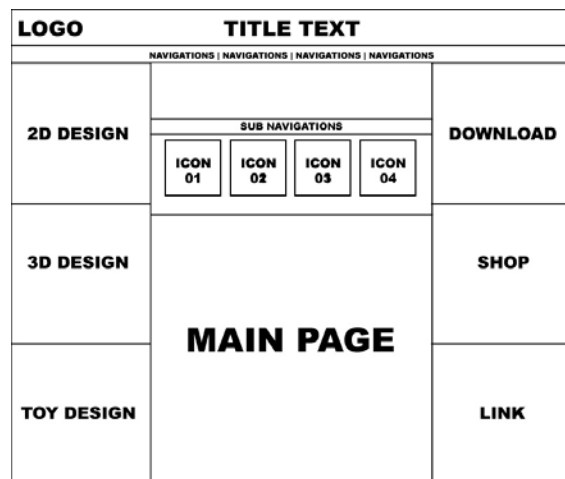 LOGO TITLE TEXT
NAVIGATIONS | NAVIGATIONS | NAVIGATIONS | NAVIGATIONS
2D DESIGN
3D DESIGN
TOY DESIGN
SUB NAVIGATIONS
ICON 01
ICON 02
ICON 03
ICON 04
MAIN PAGE
DOWNLOAD
SHOP
LINK